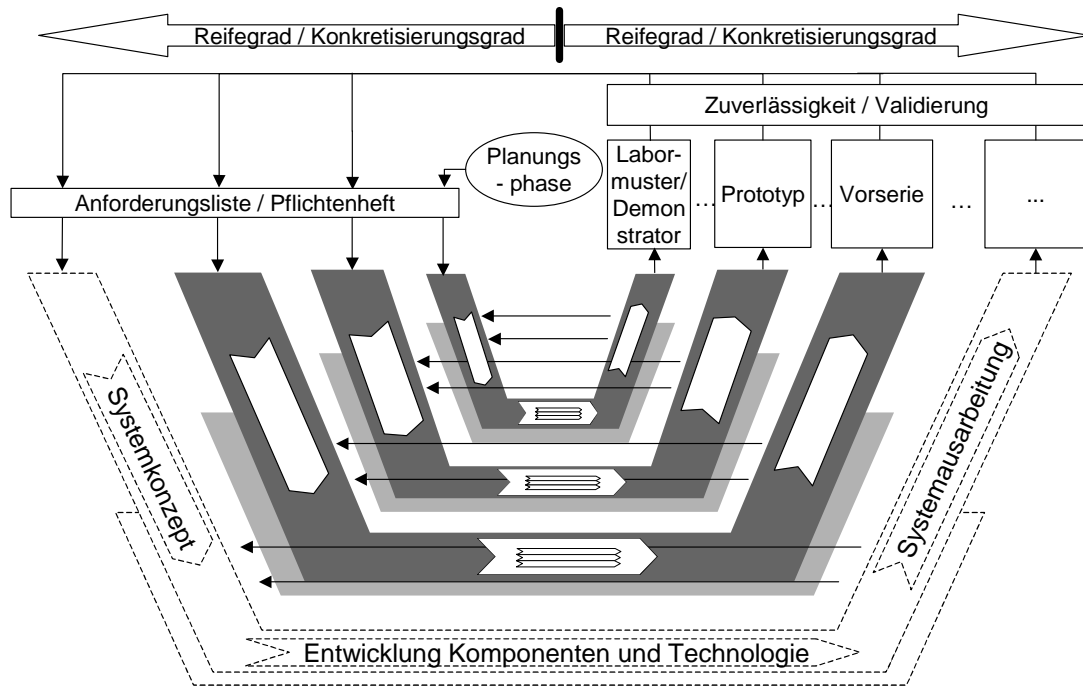 Reifegrad / Konkretisierungsgrad
Reifegrad / Konkretisierungsgrad
Zuverlässigkeit / Validierung
Planungs
- phase
Labor-
muster/
Demon
strator
...
Prototyp
...
Vorserie
...
...
Anforderungsliste / Pflichtenheft
Systemkonzept
Systemausarbeitung
Entwicklung Komponenten und Technologie